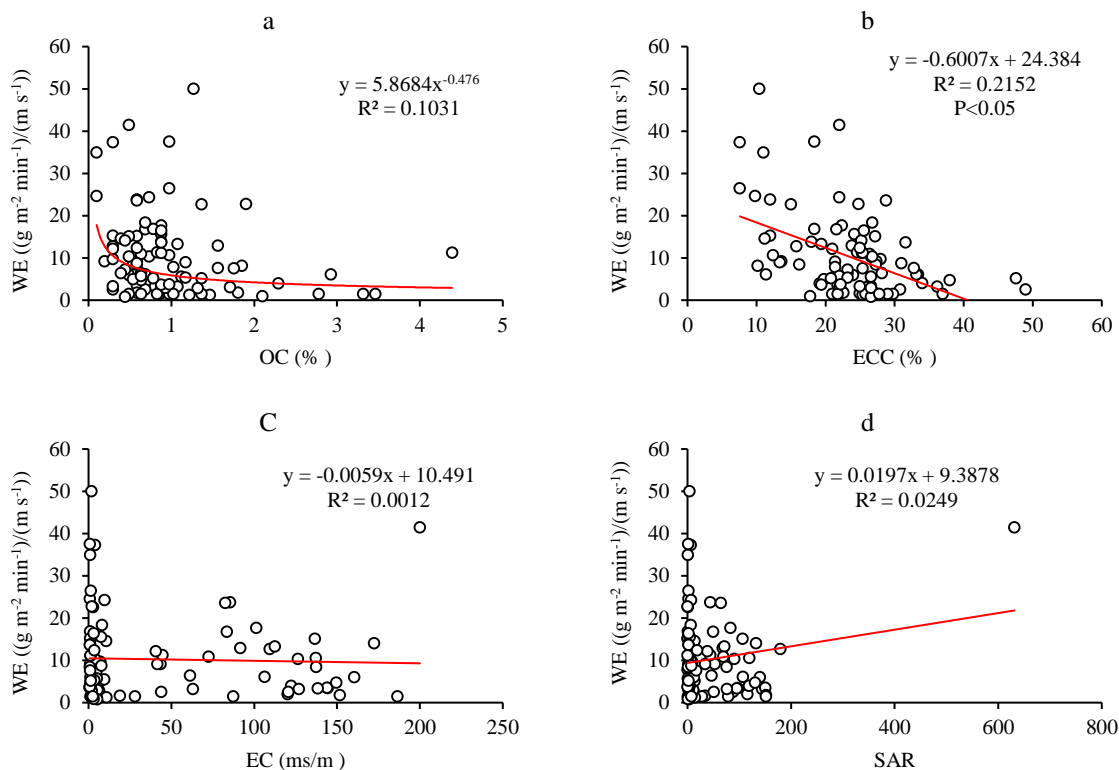 a
y = 5.8684x^-0.476
R² = 0.1031
WE ((g m⁻² min⁻¹)/(m s⁻¹))
60
50
40
30
20
10
0
0 1 2 3 4 5
OC (% )
b
y = -0.6007x + 24.384
R² = 0.2152
P<0.05
WE ((g m⁻² min⁻¹)/(m s⁻¹))
60
50
40
30
20
10
0
0 10 20 30 40 50 60
ECC (% )
C
y = -0.0059x + 10.491
R² = 0.0012
WE ((g m⁻² min⁻¹)/(m s⁻¹))
60
50
40
30
20
10
0
0 50 100 150 200 250
EC (ms/m )
d
y = 0.0197x + 9.3878
R² = 0.0249
WE ((g m⁻² min⁻¹)/(m s⁻¹))
60
50
40
30
20
10
0
0 200 400 600 800
SAR